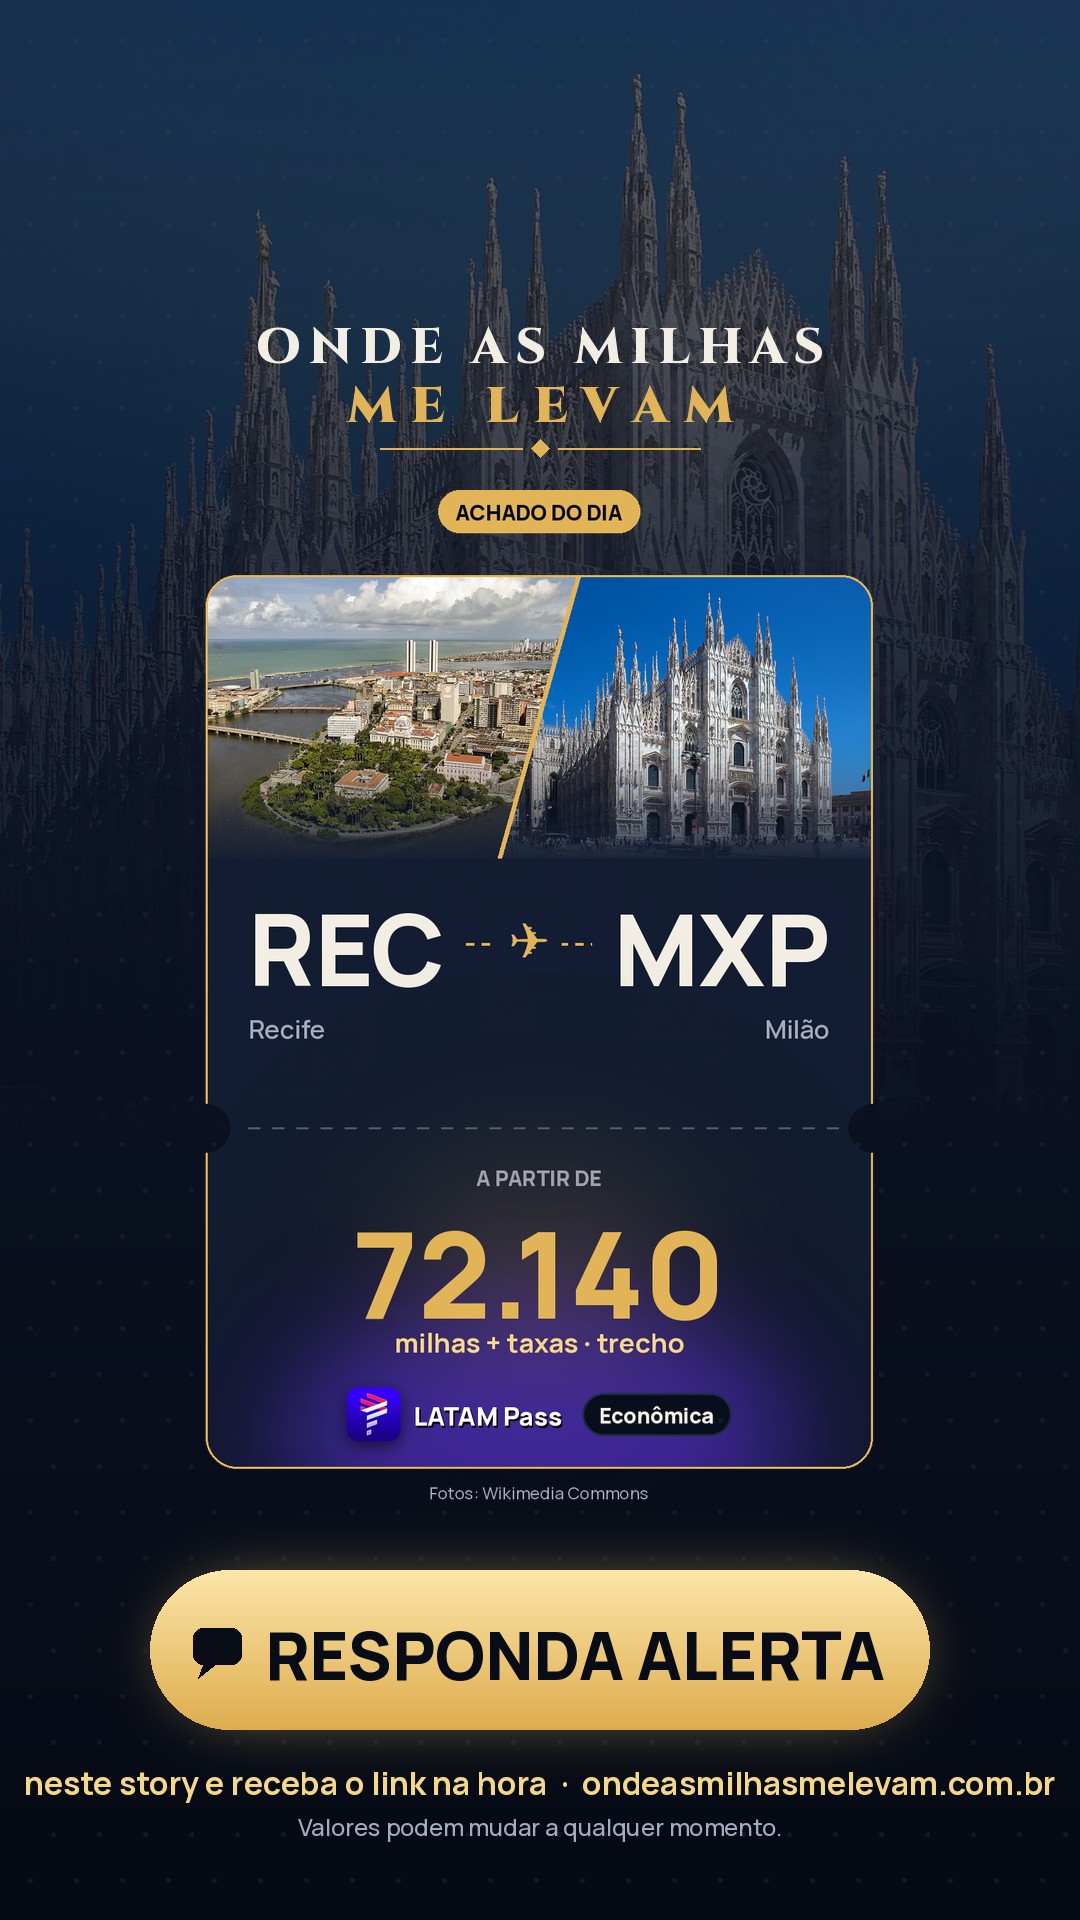 ONDE AS MILHAS
ME LEVAM
ACHADO DO DIA
REC MXP
Recife Milão
A PARTIR DE
72.140
milhas + taxas · trecho
LATAM Pass Econômica
Fotos: Wikimedia Commons
RESPONDA ALERTA
neste story e receba o link na hora · ondeasmilhasmelevam.com.br
Valores podem mudar a qualquer momento.